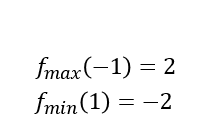 f_max(−1) = 2
f_min(1) = −2